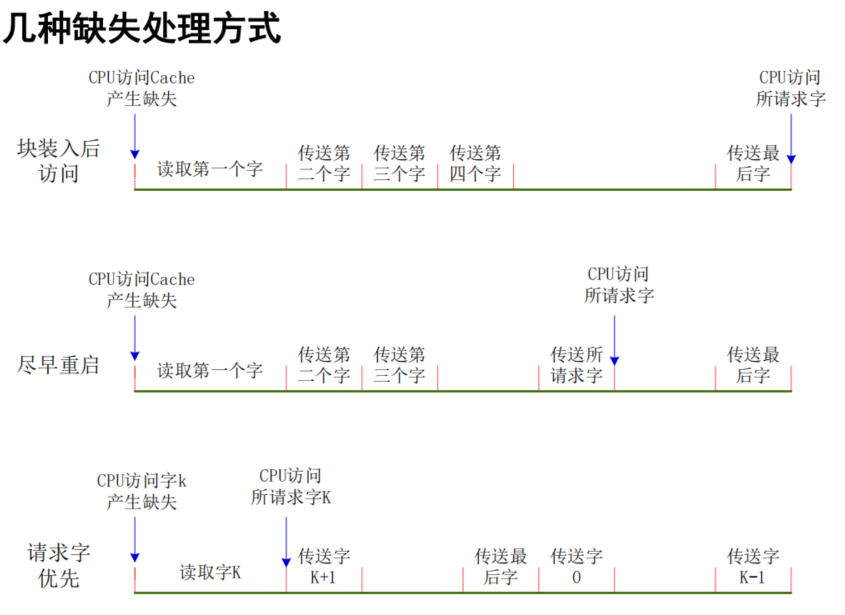 几种缺失处理方式
CPU访问Cache
产生缺失
CPU访问
所请求字
块装入后
访问
读取第一个字
传送第
二个字
传送第
三个字
传送第
四个字
传送最
后字
CPU访问Cache
产生缺失
CPU访问
所请求字
尽早重启
读取第一个字
传送第
二个字
传送第
三个字
传送所
请求字
传送最
后字
CPU访问字k
产生缺失
CPU访问
所请求字K
请求字
优先
读取字K
传送字
K+1
传送最
后字
传送字
0
传送字
K-1